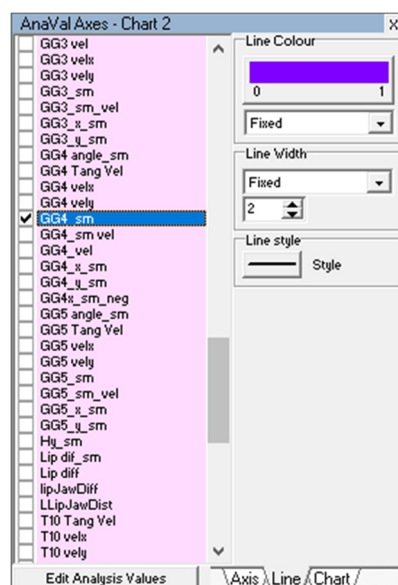 AnaVal Axes - Chart 2
x
GG3 vel
GG3 velx
GG3 vely
GG3_sm
GG3_sm_vel
GG3_x_sm
GG3_y_sm
GG4 angle_sm
GG4 Tang Vel
GG4 velx
GG4 vely
GG4_sm
GG4_sm vel
GG4_vel
GG4_x_sm
GG4_y_sm
GG4x_sm_neg
GG5 angle_sm
GG5 Tang Vel
GG5 velx
GG5 vely
GG5_sm
GG5_sm_vel
GG5_x_sm
GG5_y_sm
Hy_sm
Lip dif_sm
Lip diff
lipJawDiff
LLipJawDist
T10 Tang Vel
T10 velx
T10 vely
Edit Analysis Values
Line Colour
0 1
Fixed
Line Width
Fixed
2
Line style
Style
Axis Line Chart